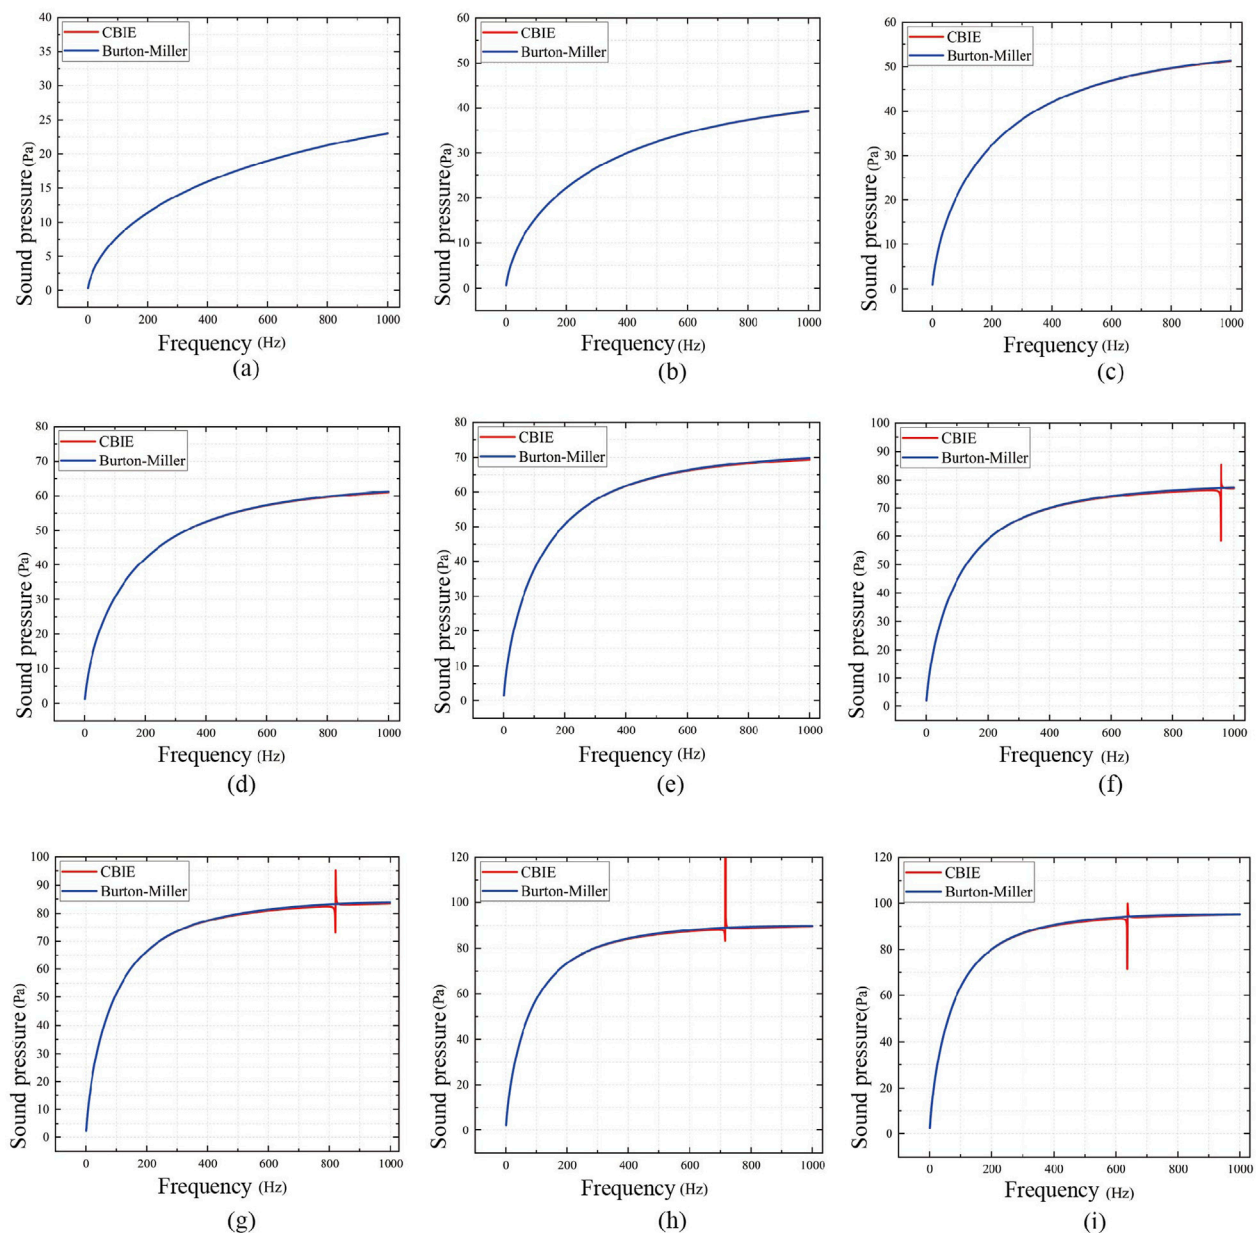 CBIE
Burton-Miller
Sound pressure (Pa)
40
35
30
25
20
15
10
5
0
0 200 400 600 800 1000
Frequency (Hz)
(a)
CBIE
Burton-Miller
Sound pressure (Pa)
60
50
40
30
20
10
0
0 200 400 600 800 1000
Frequency (Hz)
(b)
CBIE
Burton-Miller
Sound pressure (Pa)
60
50
40
30
20
10
0
0 200 400 600 800 1000
Frequency (Hz)
(c)
CBIE
Burton-Miller
Sound pressure (Pa)
80
70
60
50
40
30
20
10
0
0 200 400 600 800 1000
Frequency (Hz)
(d)
CBIE
Burton-Miller
Sound pressure (Pa)
80
70
60
50
40
30
20
10
0
0 200 400 600 800 1000
Frequency (Hz)
(e)
CBIE
Burton-Miller
Sound pressure (Pa)
100
90
80
70
60
50
40
30
20
10
0
0 200 400 600 800 1000
Frequency (Hz)
(f)
CBIE
Burton-Miller
Sound pressure (Pa)
100
90
80
70
60
50
40
30
20
10
0
0 200 400 600 800 1000
Frequency (Hz)
(g)
CBIE
Burton-Miller
Sound pressure (Pa)
120
100
80
60
40
20
0
0 200 400 600 800 1000
Frequency (Hz)
(h)
CBIE
Burton-Miller
Sound pressure (Pa)
120
100
80
60
40
20
0
0 200 400 600 800 1000
Frequency (Hz)
(i)